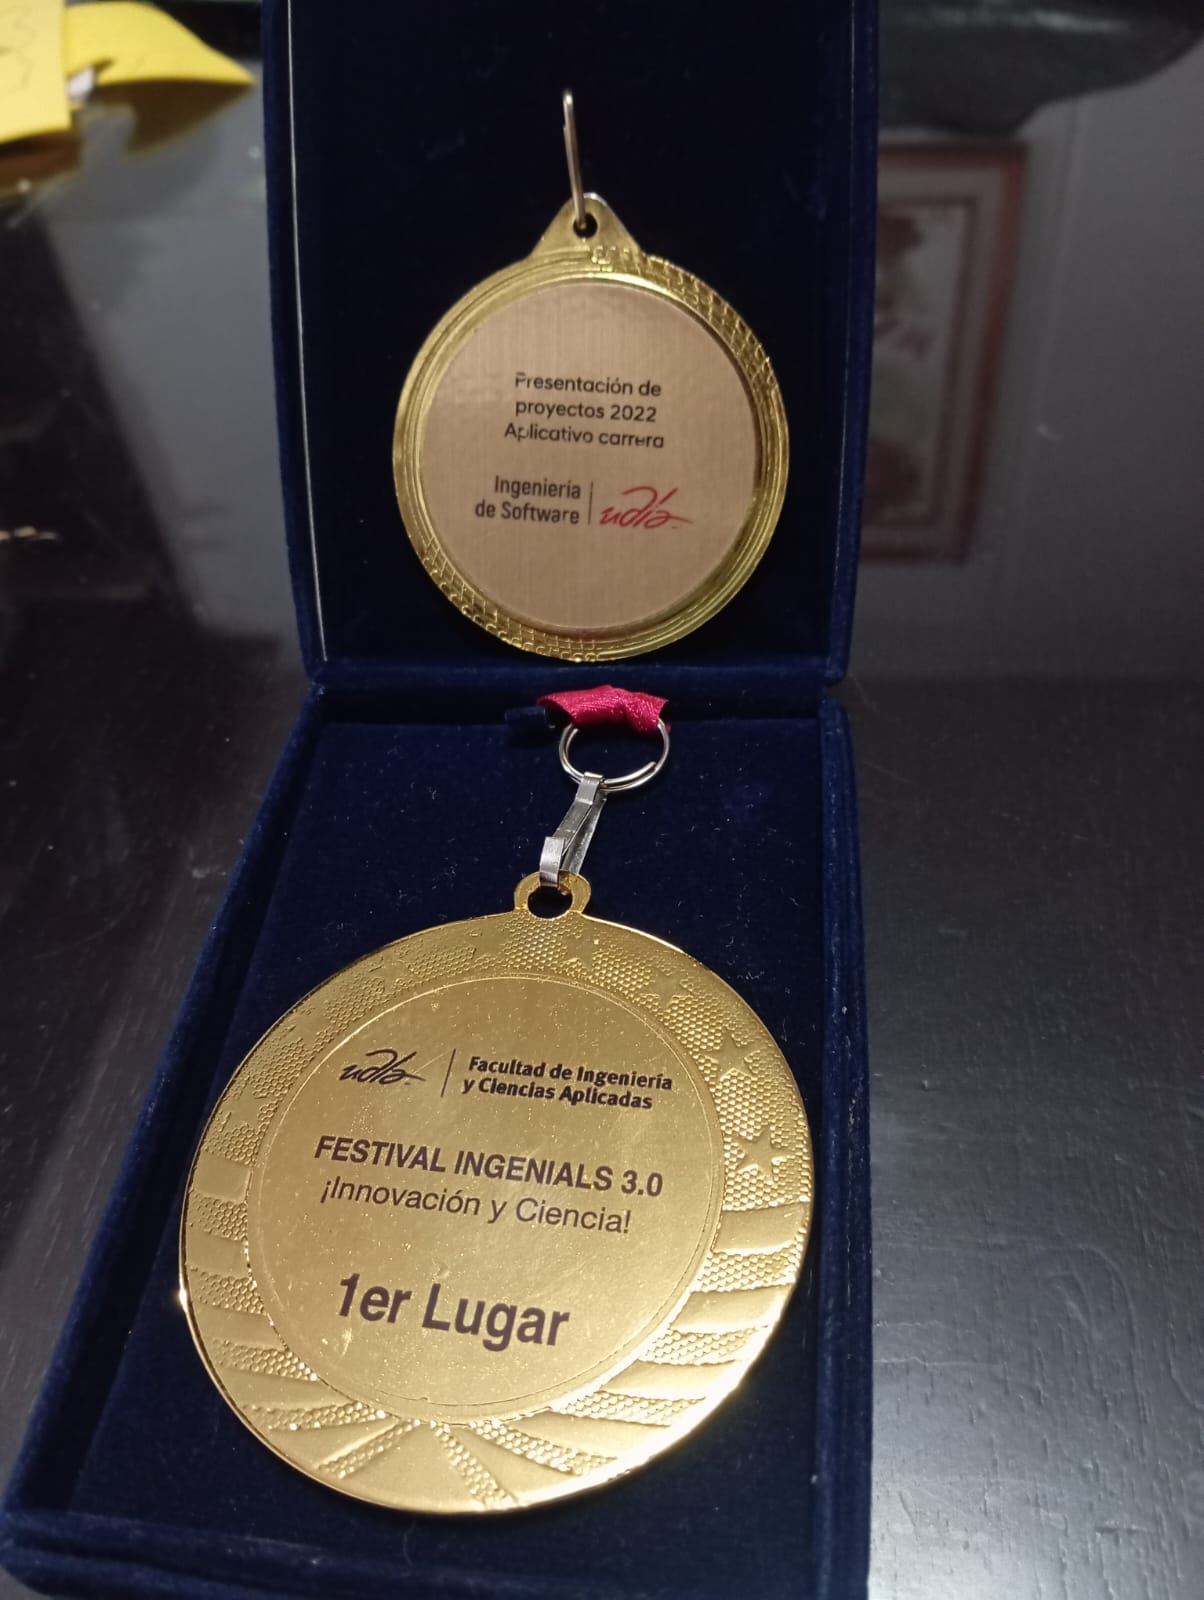 Presentación de
proyectos 2022
Aplicativo carrera
Ingeniería
de Software
udla
udla
Facultad de Ingeniería
y Ciencias Aplicadas
FESTIVAL INGENIALS 3.0
¡Innovación y Ciencia!
1er Lugar